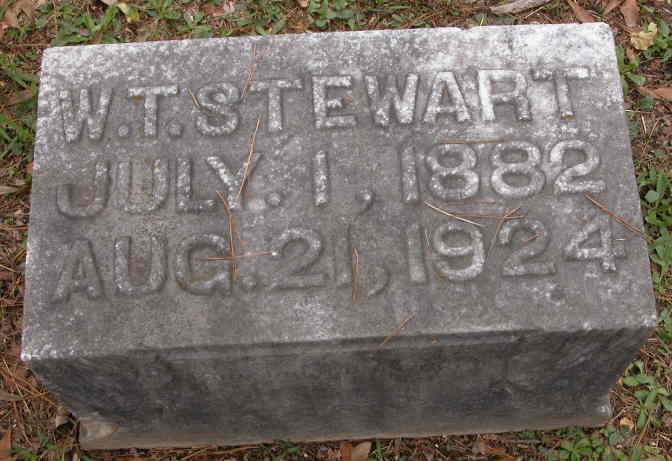 W.T. STEWART
JULY. 1, 1882
AUG. 21, 1924